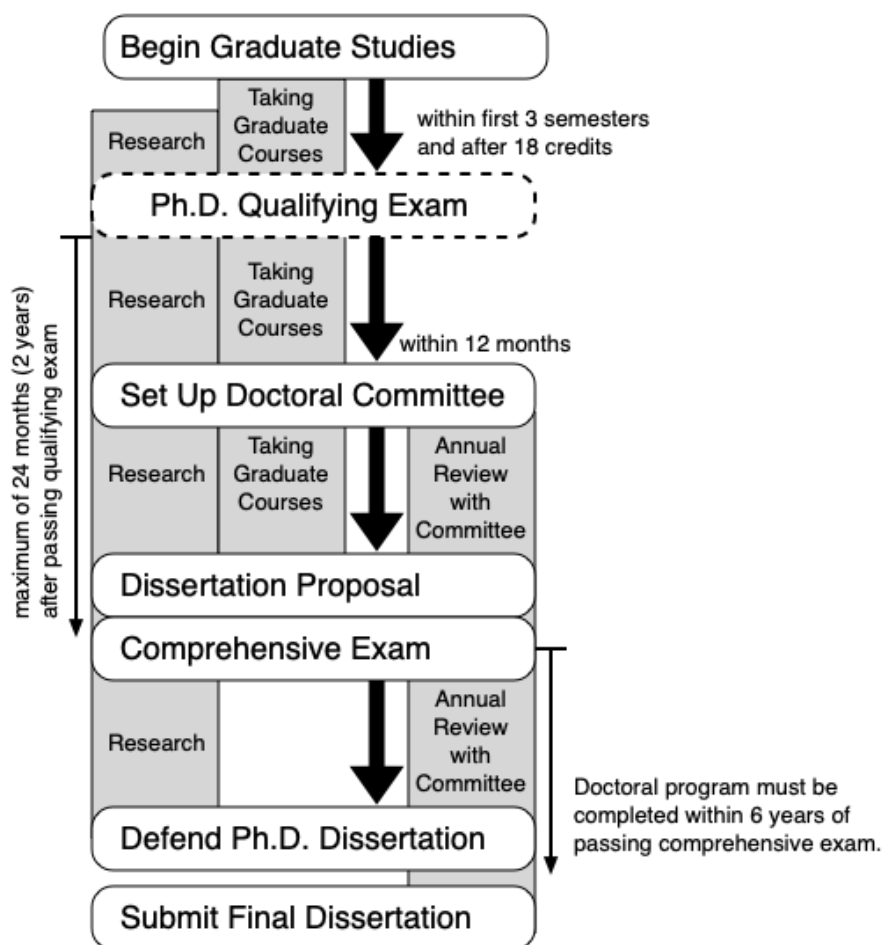 Begin Graduate Studies
Taking
Graduate
Courses
Research
within first 3 semesters
and after 18 credits
Ph.D. Qualifying Exam
maximum of 24 months (2 years)
after passing qualifying exam
Research
Taking
Graduate
Courses
within 12 months
Set Up Doctoral Committee
Research
Taking
Graduate
Courses
Annual
Review
with
Committee
Dissertation Proposal
Comprehensive Exam
Research
Annual
Review
with
Committee
Doctoral program must be
completed within 6 years of
passing comprehensive exam.
Defend Ph.D. Dissertation
Submit Final Dissertation